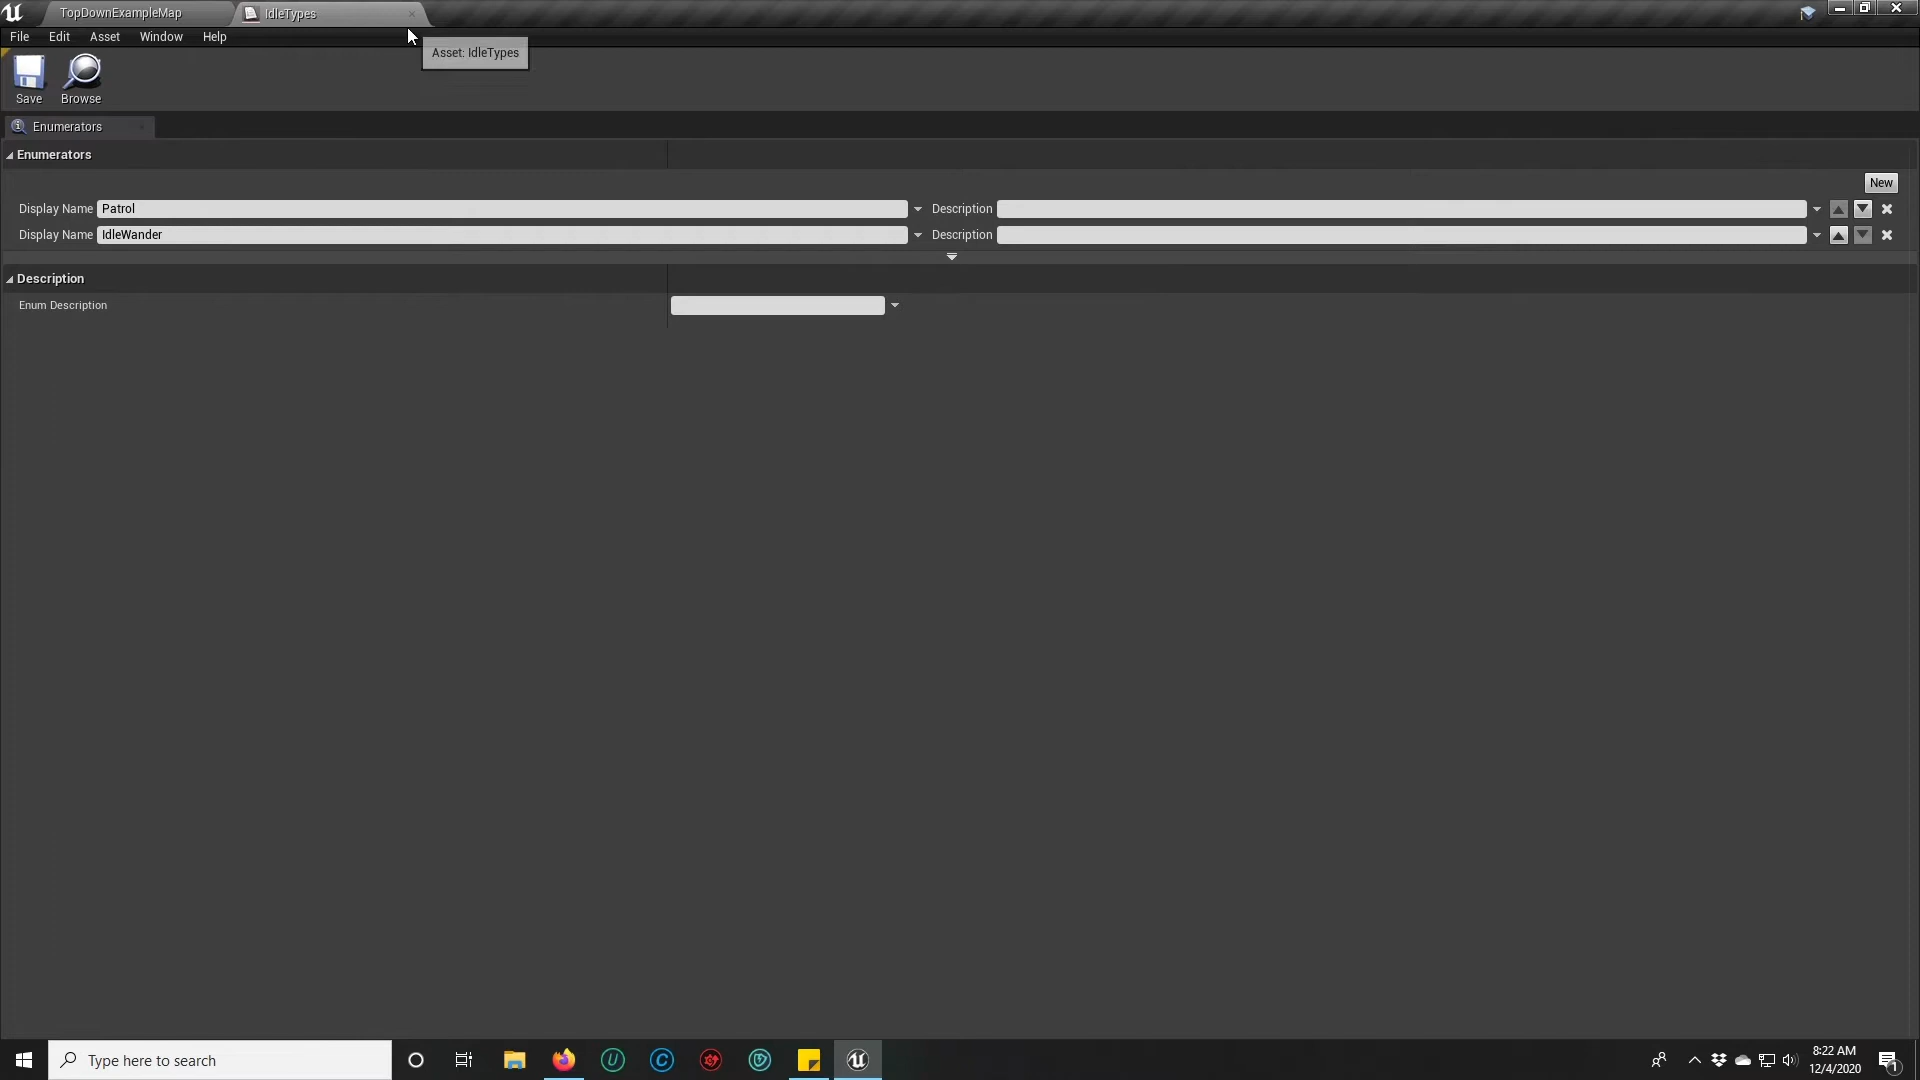 TopDownExampleMap
IdleTypes
File Edit Asset Window Help
Asset: IdleTypes
Save Browse
Enumerators
Enumerators
New
Display Name Patrol Description
Display Name IdleWander Description
Description
Enum Description
Type here to search
8:22 AM
12/4/2020
1